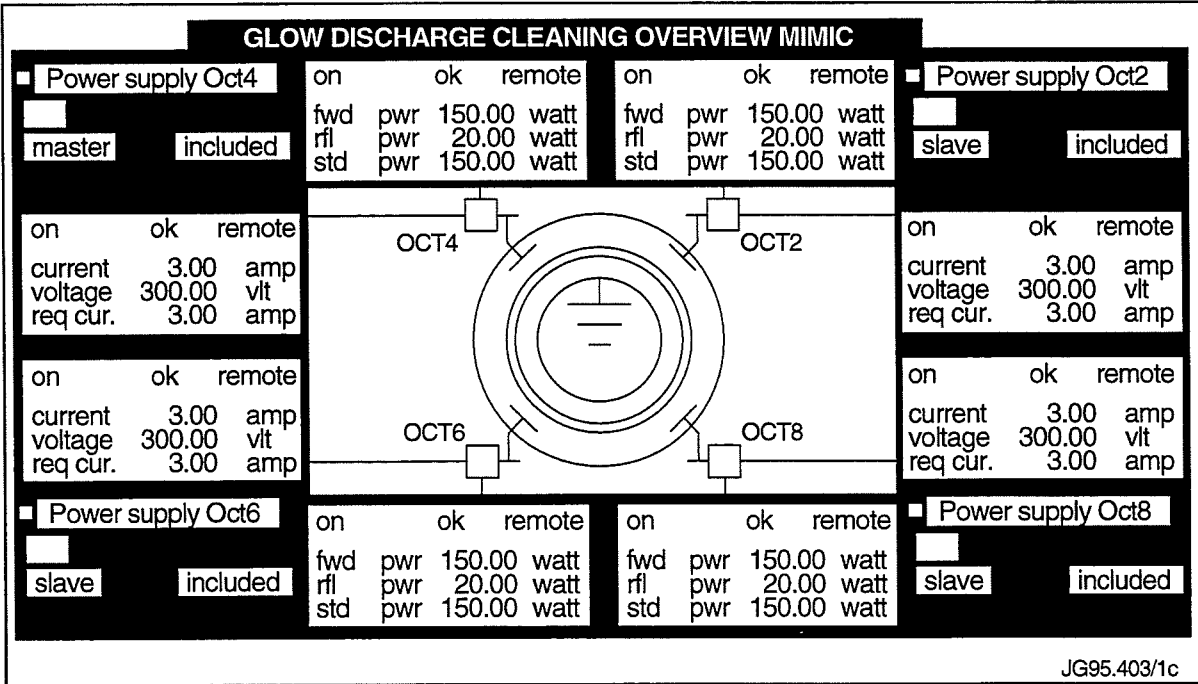 GLOW DISCHARGE CLEANING OVERVIEW MIMIC
Power supply Oct4
master included
on ok remote
fwd pwr 150.00 watt
rfl pwr 20.00 watt
std pwr 150.00 watt
on ok remote
fwd pwr 150.00 watt
rfl pwr 20.00 watt
std pwr 150.00 watt
Power supply Oct2
slave included
on ok remote
current 3.00 amp
voltage 300.00 vlt
req cur. 3.00 amp
OCT4
OCT2
on ok remote
current 3.00 amp
voltage 300.00 vlt
req cur. 3.00 amp
on ok remote
current 3.00 amp
voltage 300.00 vlt
req cur. 3.00 amp
OCT6
OCT8
on ok remote
current 3.00 amp
voltage 300.00 vlt
req cur. 3.00 amp
Power supply Oct6
slave included
on ok remote
fwd pwr 150.00 watt
rfl pwr 20.00 watt
std pwr 150.00 watt
on ok remote
fwd pwr 150.00 watt
rfl pwr 20.00 watt
std pwr 150.00 watt
Power supply Oct8
slave included
JG95.403/1c